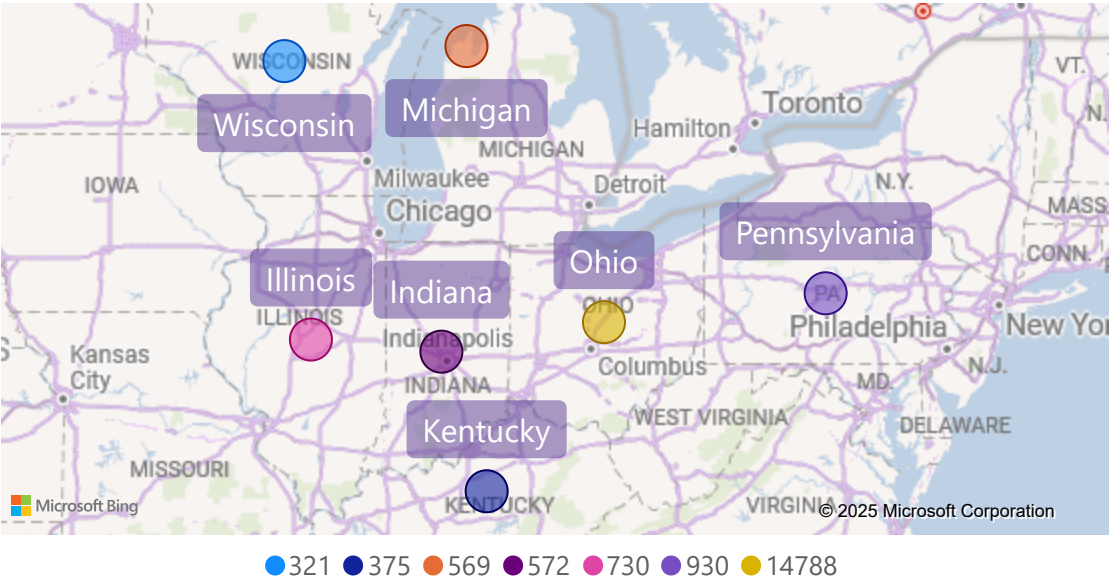 WISCONSIN
VT.
Wisconsin
Michigan
Toronto
Hamilton
N.
MICHIGAN
IOWA
Milwaukee
Detroit
N.Y.
MASS
Chicago
Pennsylvania
CONN.
Ohio
Illinois
Indiana
PA
OHIO
ILLINOIS
Philadelphia
New Yor
Indianapolis
S
Kansas
City
Columbus
N.J.
INDIANA
MD.
Kentucky
WEST VIRGINIA
DELAWARE
MISSOURI
KENTUCKY
VIRGINIA
Microsoft Bing
© 2025 Microsoft Corporation
321 375 569 572 730 930 14788